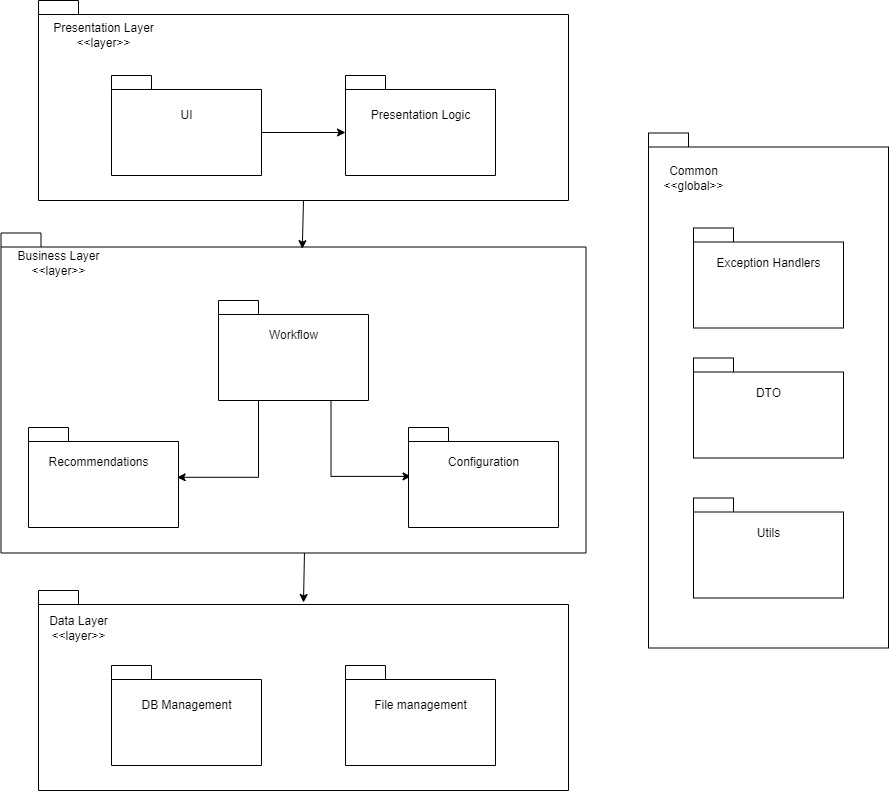 Presentation Layer
<<layer>>
UI
Presentation Logic
Business Layer
<<layer>>
Workflow
Recommendations
Configuration
Data Layer
<<layer>>
DB Management
File management
Common
<<global>>
Exception Handlers
DTO
Utils